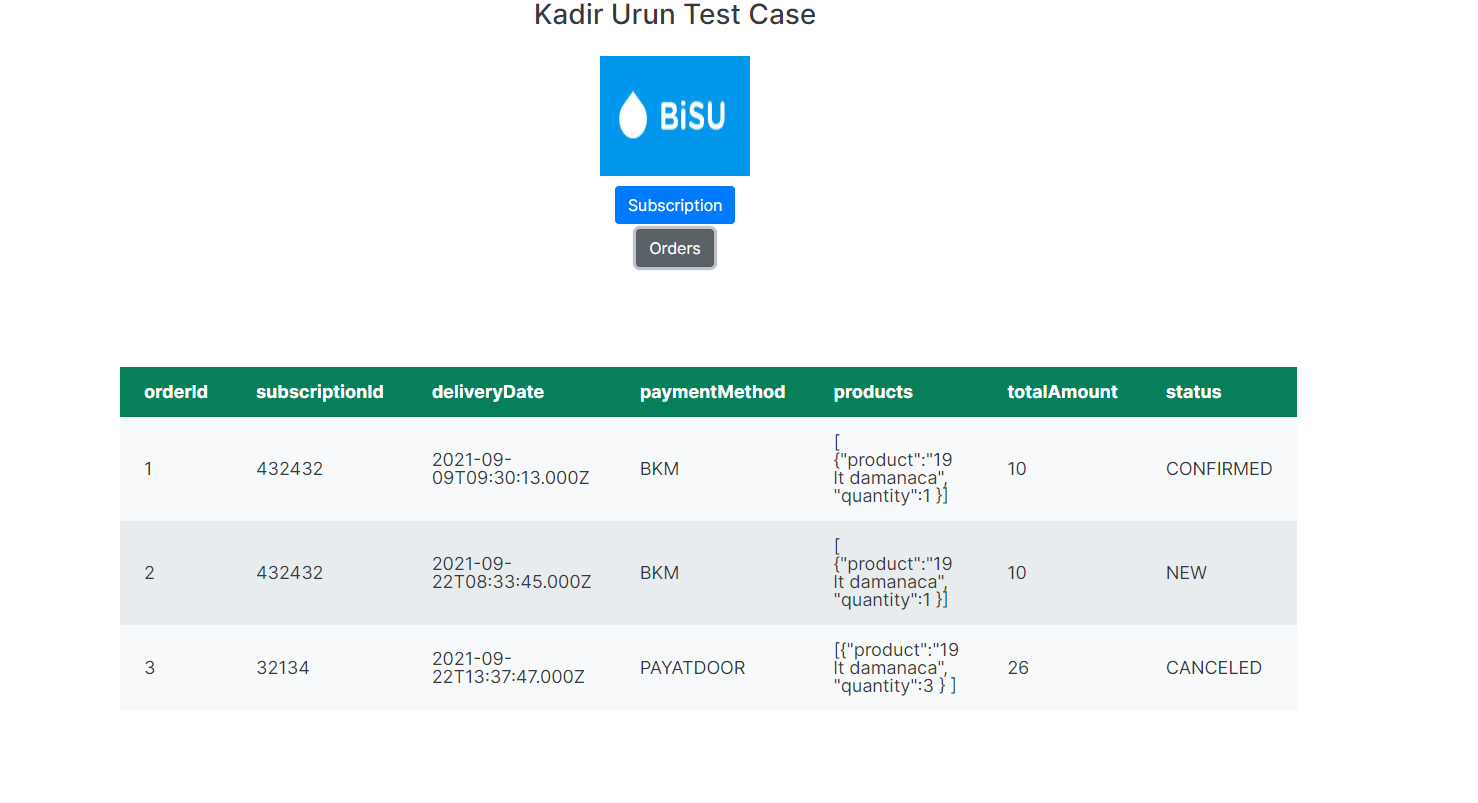 Kadir Urun Test Case
BiSU
Subscription
Orders
orderId subscriptionId deliveryDate paymentMethod products totalAmount status
1 432432 2021-09-09T09:30:13.000Z BKM [{"product":"19 lt damanaca", "quantity":1 }] 10 CONFIRMED
2 432432 2021-09-22T08:33:45.000Z BKM [{"product":"19 lt damanaca", "quantity":1 }] 10 NEW
3 32134 2021-09-22T13:37:47.000Z PAYATDOOR [{"product":"19 lt damanaca", "quantity":3 } ] 26 CANCELED